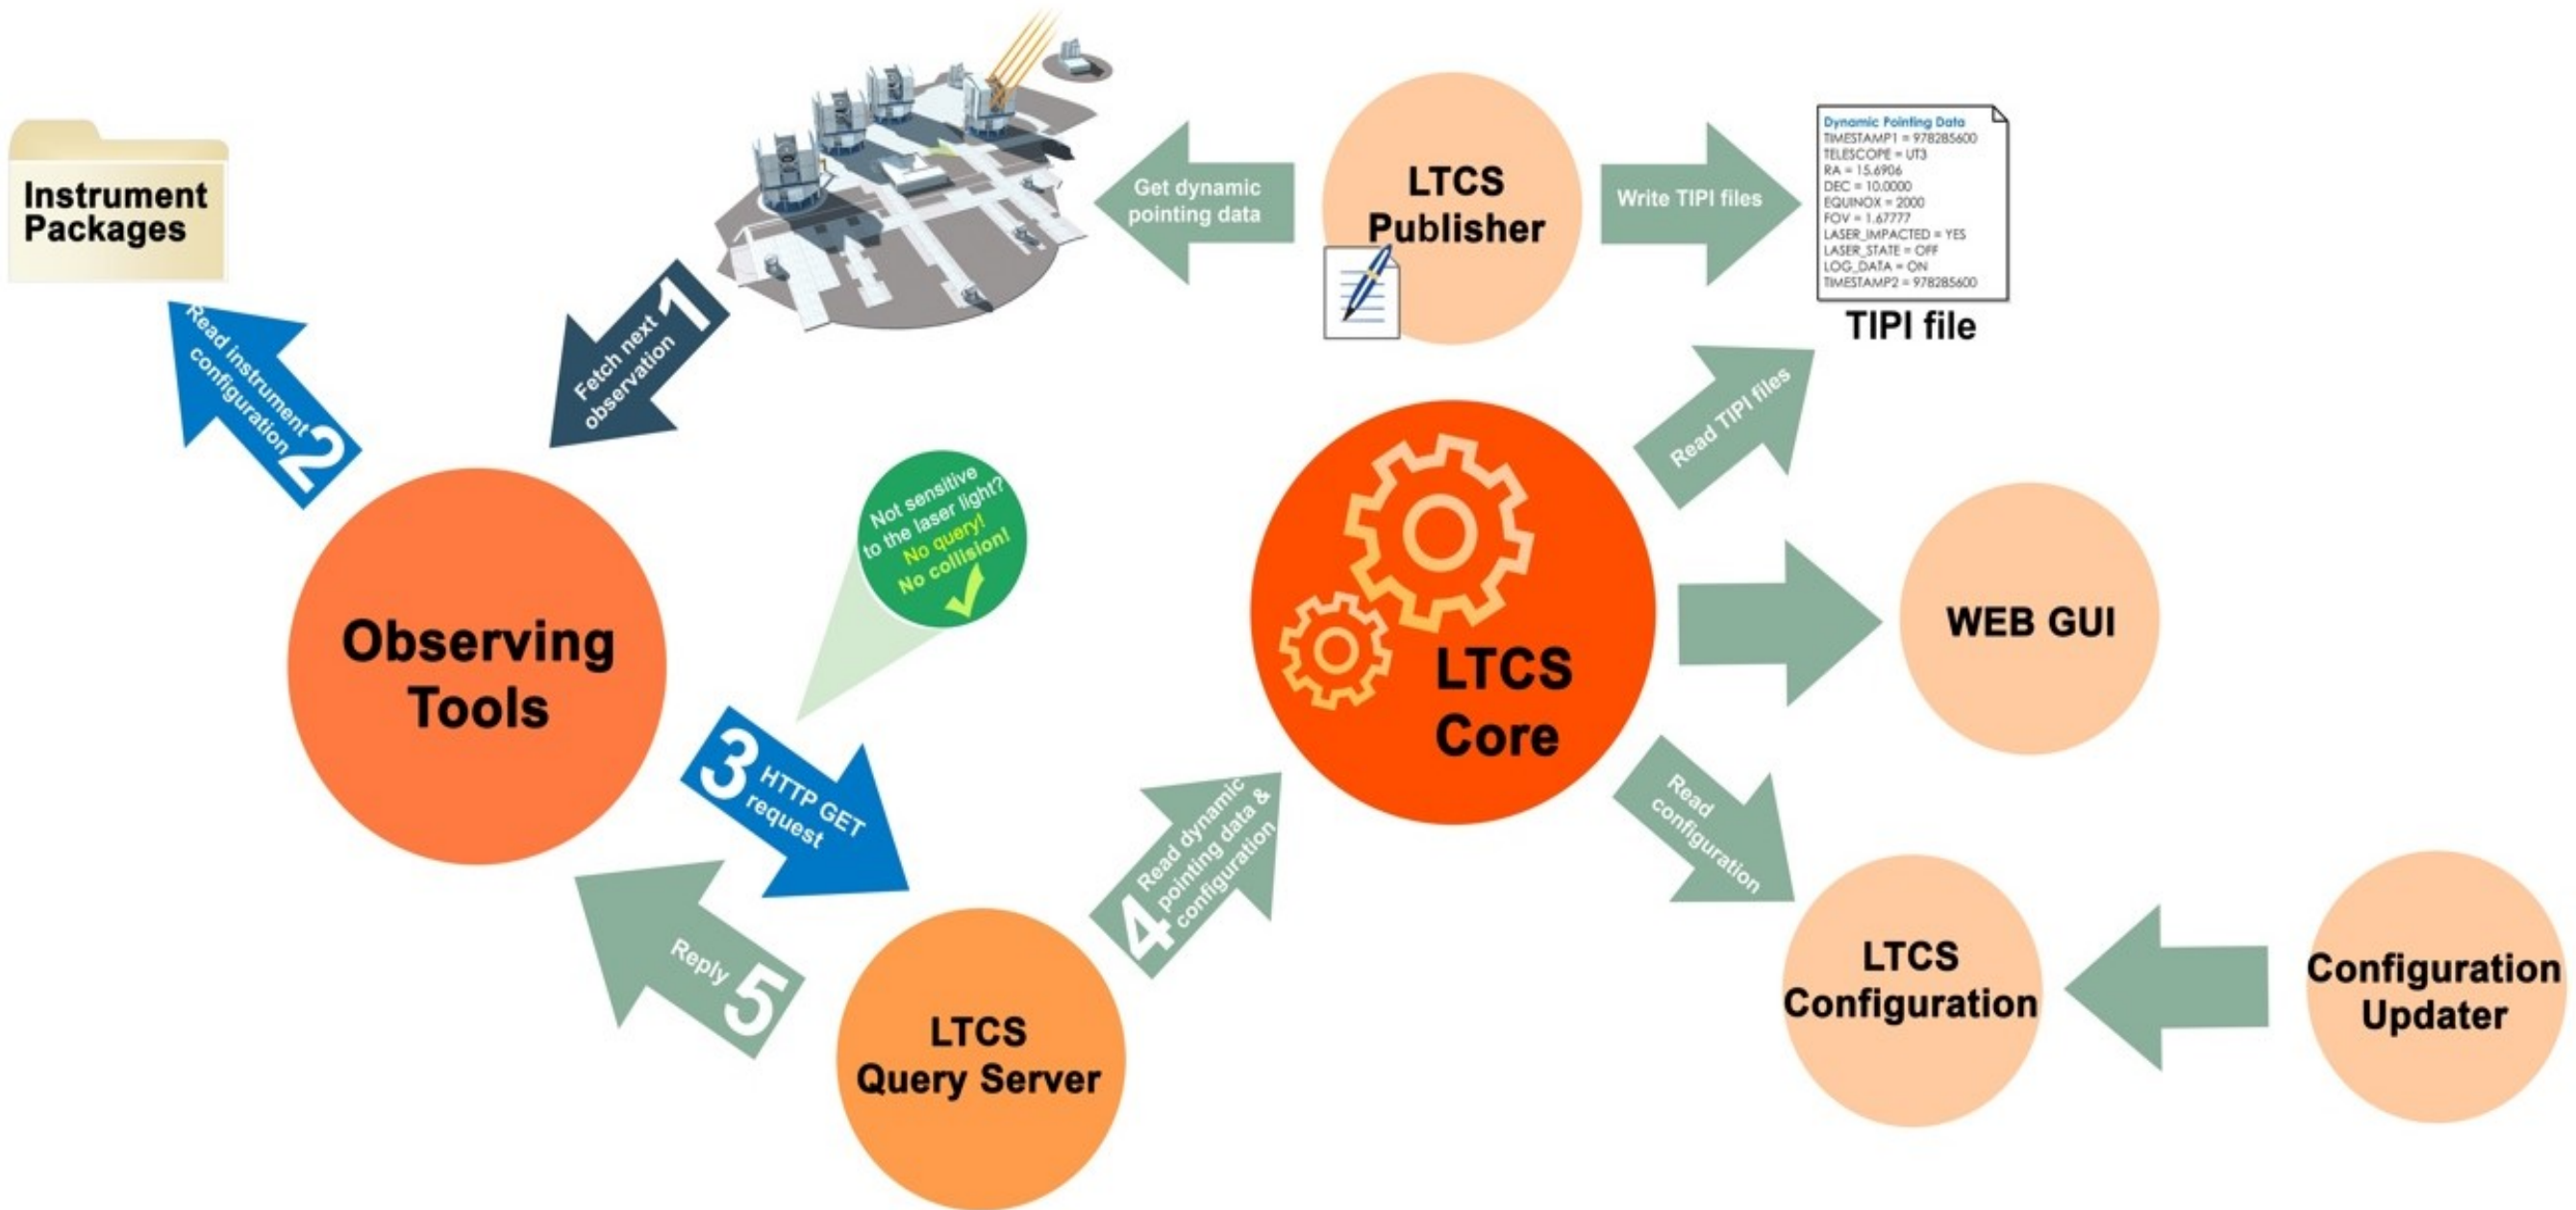 Instrument
Packages
Read instrument
configuration
2
Fetch next
observation
1
Get dynamic
pointing data
LTCS
Publisher
Write TIPI files
Dynamic Pointing Data
TIMESTAMP1 = 978285600
TELESCOPE = UT3
RA = 15.6906
DEC = 10.0000
EQUINOX = 2000
FOV = 1.67777
LASER_IMPACTED = YES
LASER_STATE = OFF
LOG_DATA = ON
TIMESTAMP2 = 978285600
TIPI file
Read TIPI files
Not sensitive
to the laser light?
No query!
No collision!
Observing
Tools
LTCS
Core
WEB GUI
3
HTTP GET
request
4
Read dynamic
pointing data &
configuration
Read
configuration
Reply
5
LTCS
Query Server
LTCS
Configuration
Configuration
Updater